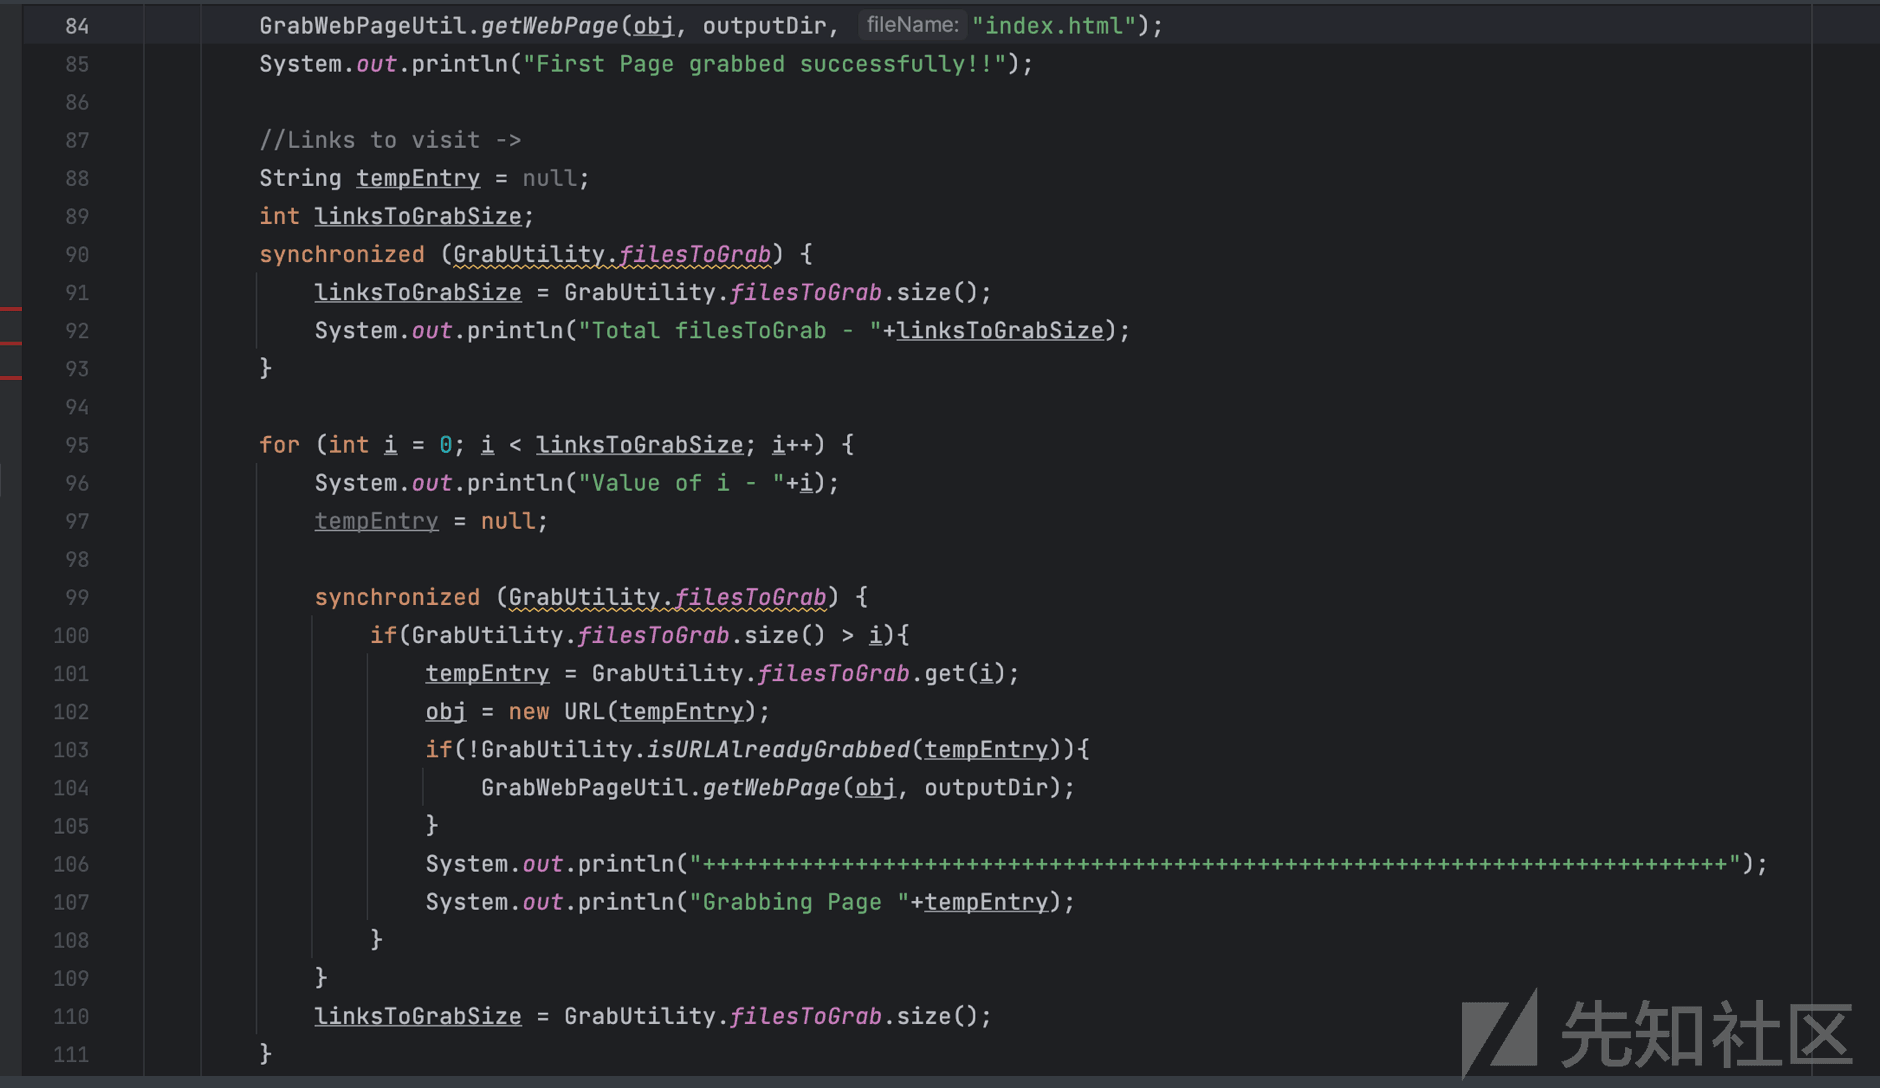 84 GrabWebPageUtil.getWebPage(obj, outputDir, fileName: "index.html");
85 System.out.println("First Page grabbed successfully!!");
86
87 //Links to visit ->
88 String tempEntry = null;
89 int linksToGrabSize;
90 synchronized (GrabUtility.filesToGrab) {
91 linksToGrabSize = GrabUtility.filesToGrab.size();
92 System.out.println("Total filesToGrab - "+linksToGrabSize);
93 }
94
95 for (int i = 0; i < linksToGrabSize; i++) {
96 System.out.println("Value of i - "+i);
97 tempEntry = null;
98
99 synchronized (GrabUtility.filesToGrab) {
100 if(GrabUtility.filesToGrab.size() > i){
101 tempEntry = GrabUtility.filesToGrab.get(i);
102 obj = new URL(tempEntry);
103 if(!GrabUtility.isURLAlreadyGrabbed(tempEntry)){
104 GrabWebPageUtil.getWebPage(obj, outputDir);
105 }
106 System.out.println("++++++++++++++++++++++++++++++++++++++++++++++++++++++++++++++++++++++++++");
107 System.out.println("Grabbing Page "+tempEntry);
108 }
109 }
110 linksToGrabSize = GrabUtility.filesToGrab.size();
111 }
先知社区